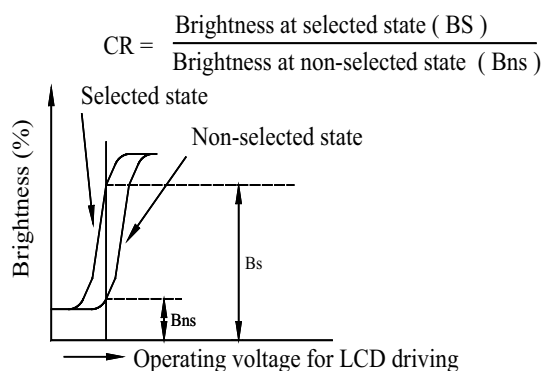 CR = Brightness at selected state ( BS )
Brightness at non-selected state ( Bns )
Selected state
Non-selected state
Brightness (%)
Bs
Bns
Operating voltage for LCD driving